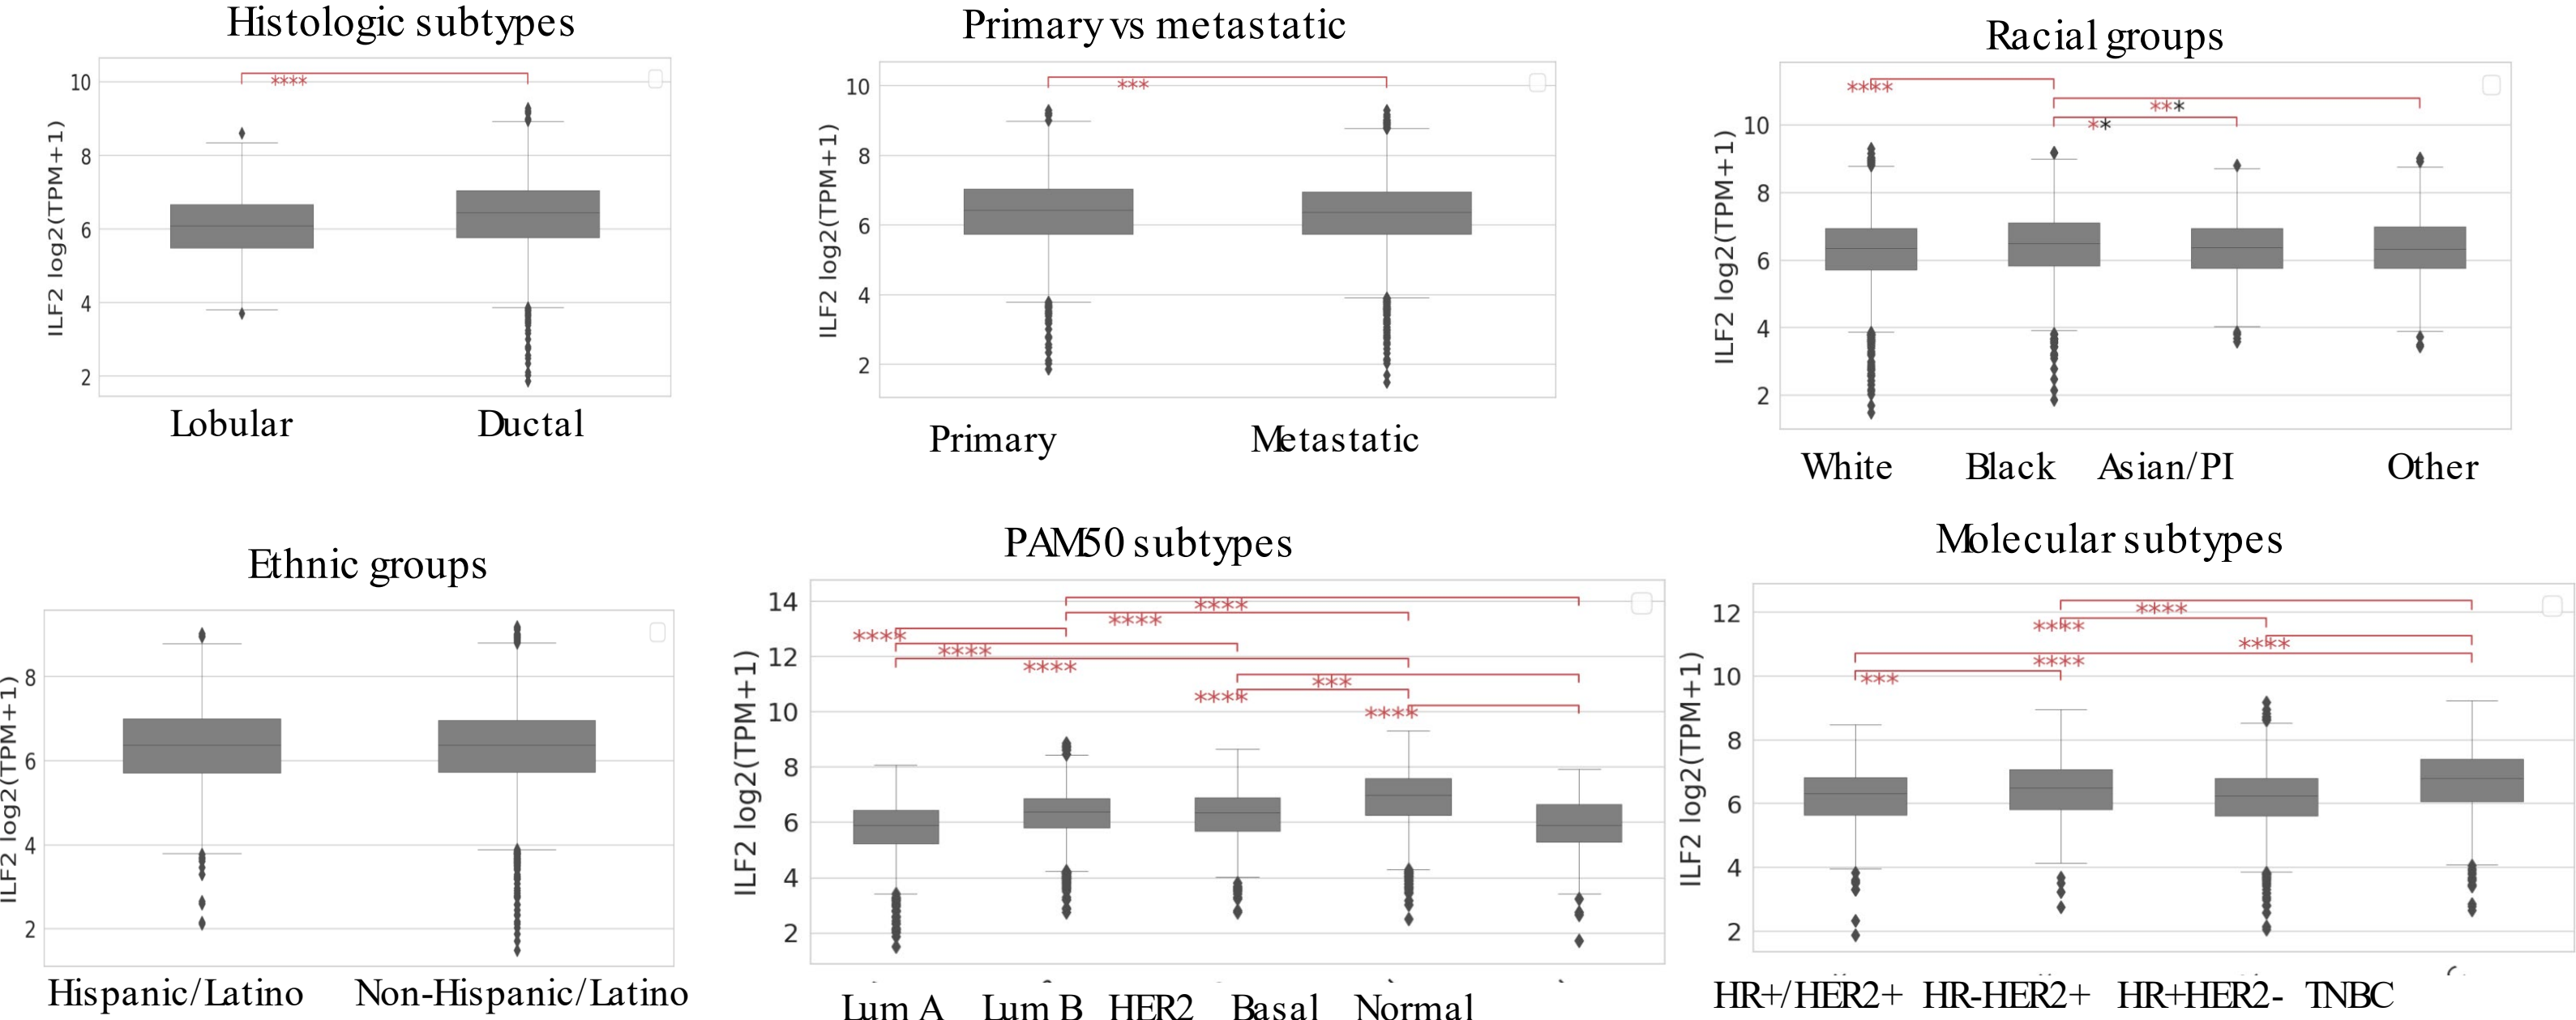 Histologic subtypes
ILF2 log2(TPM+1)
10
8
6
4
2
****
Lobular
Ductal
Primary vs metastatic
ILF2 log2(TPM+1)
10
8
6
4
2
***
Primary
Metastatic
Racial groups
ILF2 log2(TPM+1)
10
8
6
4
2
****
***
**
White
Black
Asian/PI
Other
Ethnic groups
ILF2 log2(TPM+1)
8
6
4
2
Hispanic/Latino
Non-Hispanic/Latino
PAM50 subtypes
ILF2 log2(TPM+1)
14
12
10
8
6
4
2
****
****
****
****
****
***
****
****
Lum A
Lum B
HER2
Basal
Normal
Molecular subtypes
ILF2 log2(TPM+1)
12
10
8
6
4
2
****
****
****
****
***
HR+/HER2+
HR-HER2+
HR+HER2-
TNBC